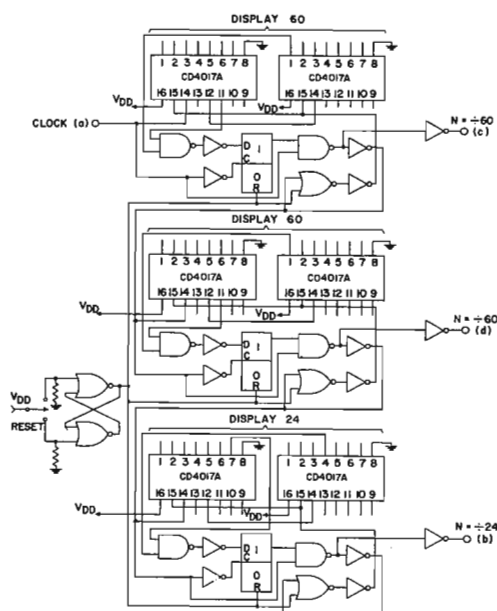 DISPLAY 60
1 2 3 4 5 6 7 8 1 2 3 4 5 6 7 8
CD4017A CD4017A
16 15 14 13 12 11 10 9 16 15 14 13 12 11 10 9
VDD VDD
CLOCK (a) N = ÷60
(c)
D 1
C
O
R
DISPLAY 60
1 2 3 4 5 6 7 8 1 2 3 4 5 6 7 8
CD4017A CD4017A
16 15 14 13 12 11 10 9 16 15 14 13 12 11 10 9
VDD VDD
N = ÷60
(d)
D 1
C
O
R
VDD
RESET
DISPLAY 24
1 2 3 4 5 6 7 8 1 2 3 4 5 6 7 8
CD4017A CD4017A
16 15 14 13 12 11 10 9 16 15 14 13 12 11 10 9
VDD VDD
N = ÷24
(b)
D 1
C
O
R